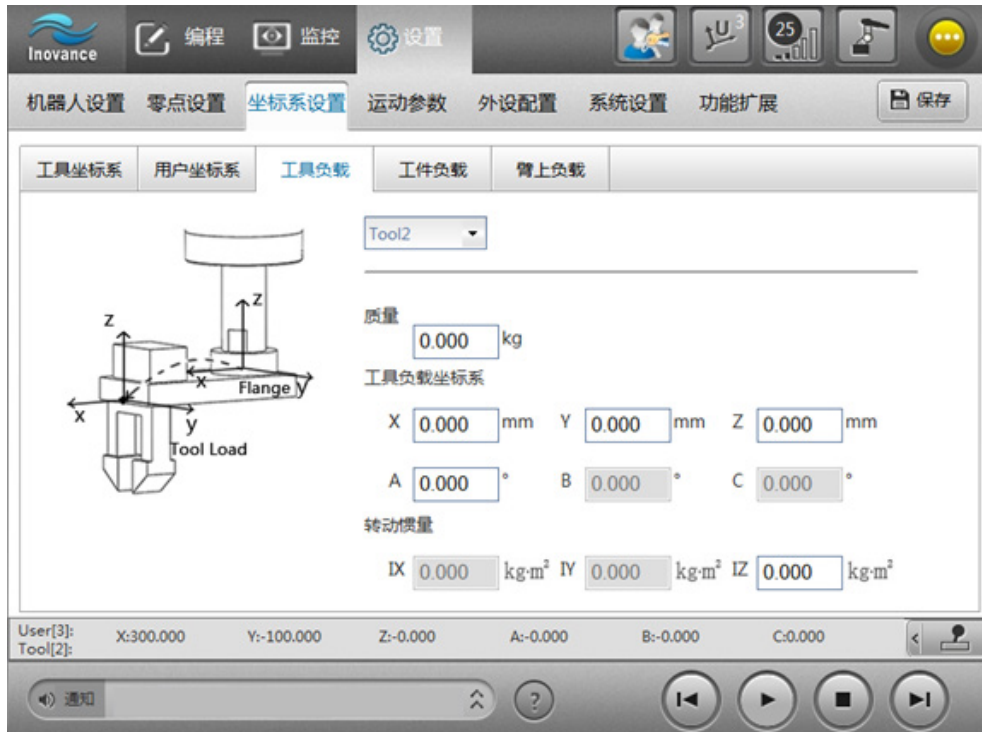 Inovance 编程 监控 设置 3 25
机器人设置 零点设置 坐标系设置 运动参数 外设配置 系统设置 功能扩展 保存
工具坐标系 用户坐标系 工具负载 工件负载 臂上负载
Tool2
质量
0.000 kg
工具负载坐标系
X 0.000 mm Y 0.000 mm Z 0.000 mm
A 0.000 ° B 0.000 ° C 0.000 °
转动惯量
IX 0.000 kg·m² IY 0.000 kg·m² IZ 0.000 kg·m²
z
z
x Flange y
x y
Tool Load
User[3]: X:300.000 Y:-100.000 Z:-0.000 A:-0.000 B:-0.000 C:0.000
Tool[2]:
通知 ?